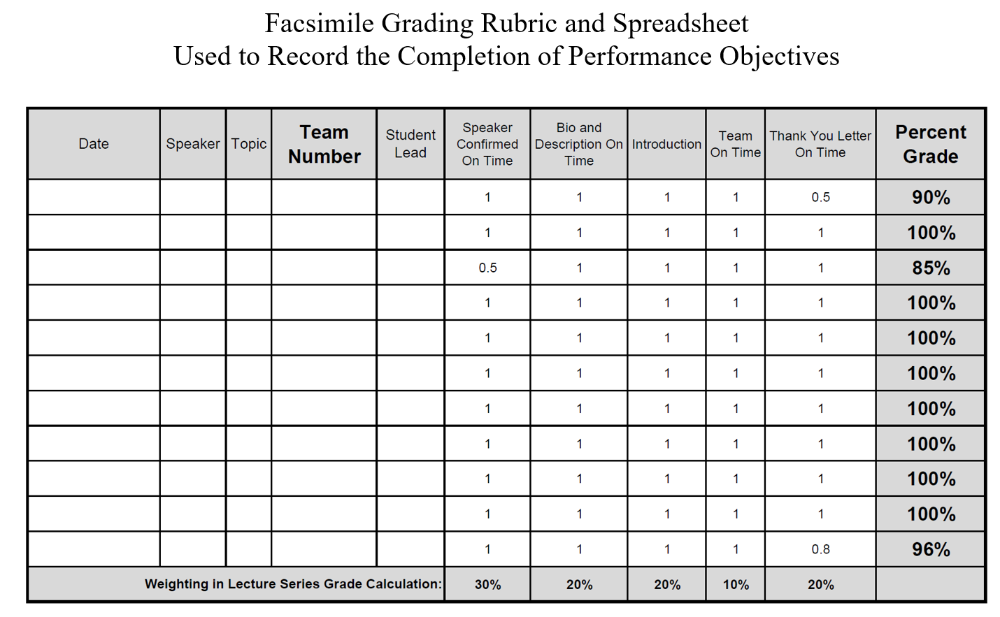 Facsimile Grading Rubric and Spreadsheet
Used to Record the Completion of Performance Objectives
Date Speaker Topic Team Number Student Lead Speaker Confirmed On Time Bio and Description On Time Introduction Team On Time Thank You Letter On Time Percent Grade
1 1 1 1 0.5 90%
1 1 1 1 1 100%
0.5 1 1 1 1 85%
1 1 1 1 1 100%
1 1 1 1 1 100%
1 1 1 1 1 100%
1 1 1 1 1 100%
1 1 1 1 1 100%
1 1 1 1 1 100%
1 1 1 1 1 100%
1 1 1 1 0.8 96%
Weighting in Lecture Series Grade Calculation: 30% 20% 20% 10% 20%